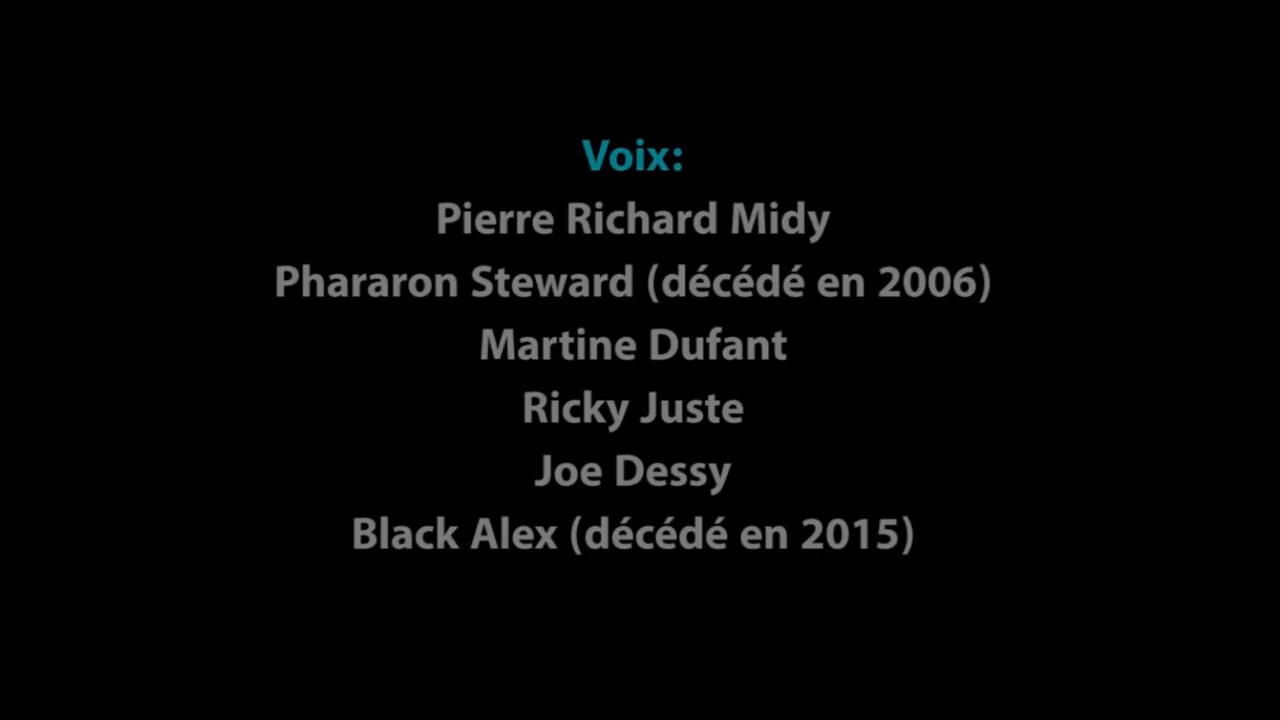 Voix:
Pierre Richard Midy
Phararon Steward (décédé en 2006)
Martine Dufant
Ricky Juste
Joe Dessy
Black Alex (décédé en 2015)